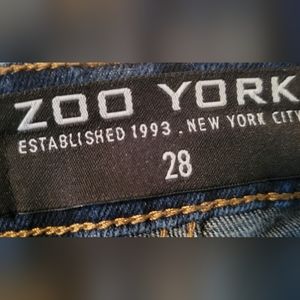 ZOO YORK
ESTABLISHED 1993 . NEW YORK CITY
28